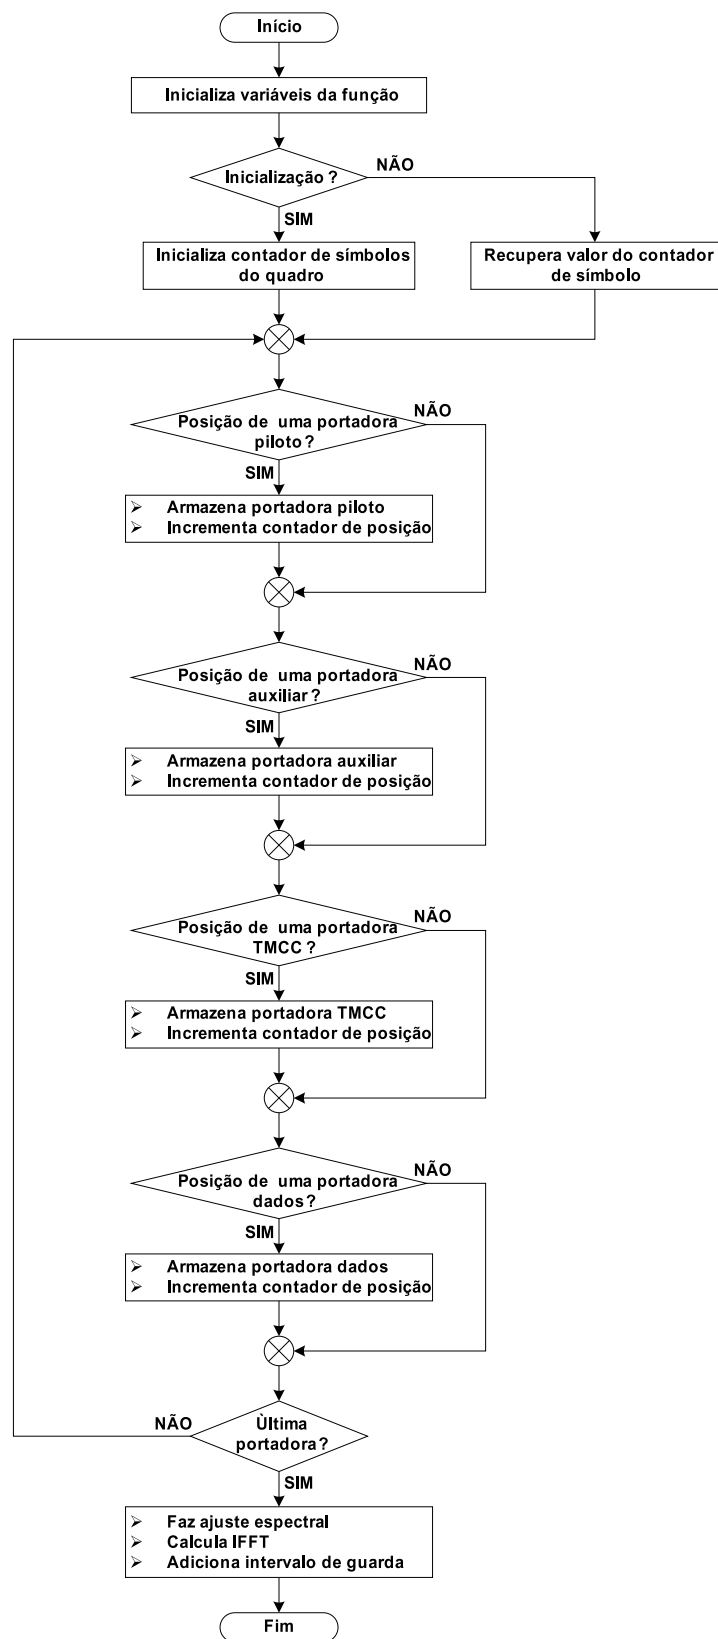 Início
Inicializa variáveis da função
Inicialização ?
NÃO
SIM
Inicializa contador de símbolos
do quadro
Recupera valor do contador
de símbolo
Posição de uma portadora
piloto ?
NÃO
SIM
➢ Armazena portadora piloto
➢ Incrementa contador de posição
Posição de uma portadora
auxiliar ?
NÃO
SIM
➢ Armazena portadora auxiliar
➢ Incrementa contador de posição
Posição de uma portadora
TMCC ?
NÃO
SIM
➢ Armazena portadora TMCC
➢ Incrementa contador de posição
Posição de uma portadora
dados ?
NÃO
SIM
➢ Armazena portadora dados
➢ Incrementa contador de posição
NÃO
Ùltima
portadora ?
SIM
➢ Faz ajuste espectral
➢ Calcula IFFT
➢ Adiciona intervalo de guarda
Fim